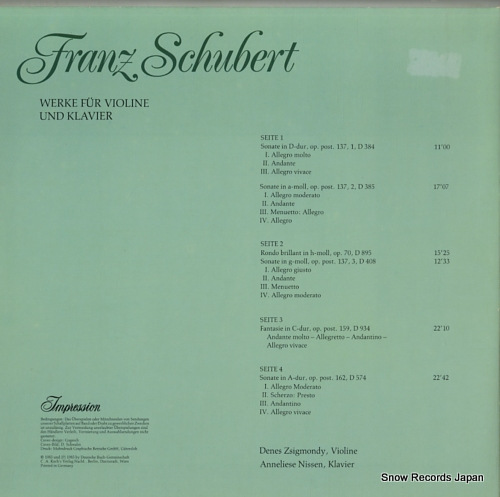 Franz Schubert
WERKE FÜR VIOLINE
UND KLAVIER
SEITE 1
Sonate in D-dur, op. post. 137, 1, D 384 11'00
I. Allegro molto
II. Andante
III. Allegro vivace
Sonate in a-moll, op. post. 137, 2, D 385 17'07
I. Allegro moderato
II. Andante
III. Menuetto: Allegro
IV. Allegro
SEITE 2
Rondo brillant in h-moll, op. 70, D 895 15'25
Sonate in g-moll, op. post. 137, 3, D 408 12'33
I. Allegro giusto
II. Andante
III. Menuetto
IV. Allegro moderato
SEITE 3
Fantasie in C-dur, op. post. 159, D 934 22'10
Andante molto – Allegretto – Andantino –
Allegro vivace
SEITE 4
Sonate in A-dur, op. post. 162, D 574 22'42
I. Allegro Moderato
II. Scherzo: Presto
III. Andantino
IV. Allegro vivace
Impression
Printed in Germany
Denes Zsigmondy, Violine
Anneliese Nissen, Klavier
Snow Records Japan